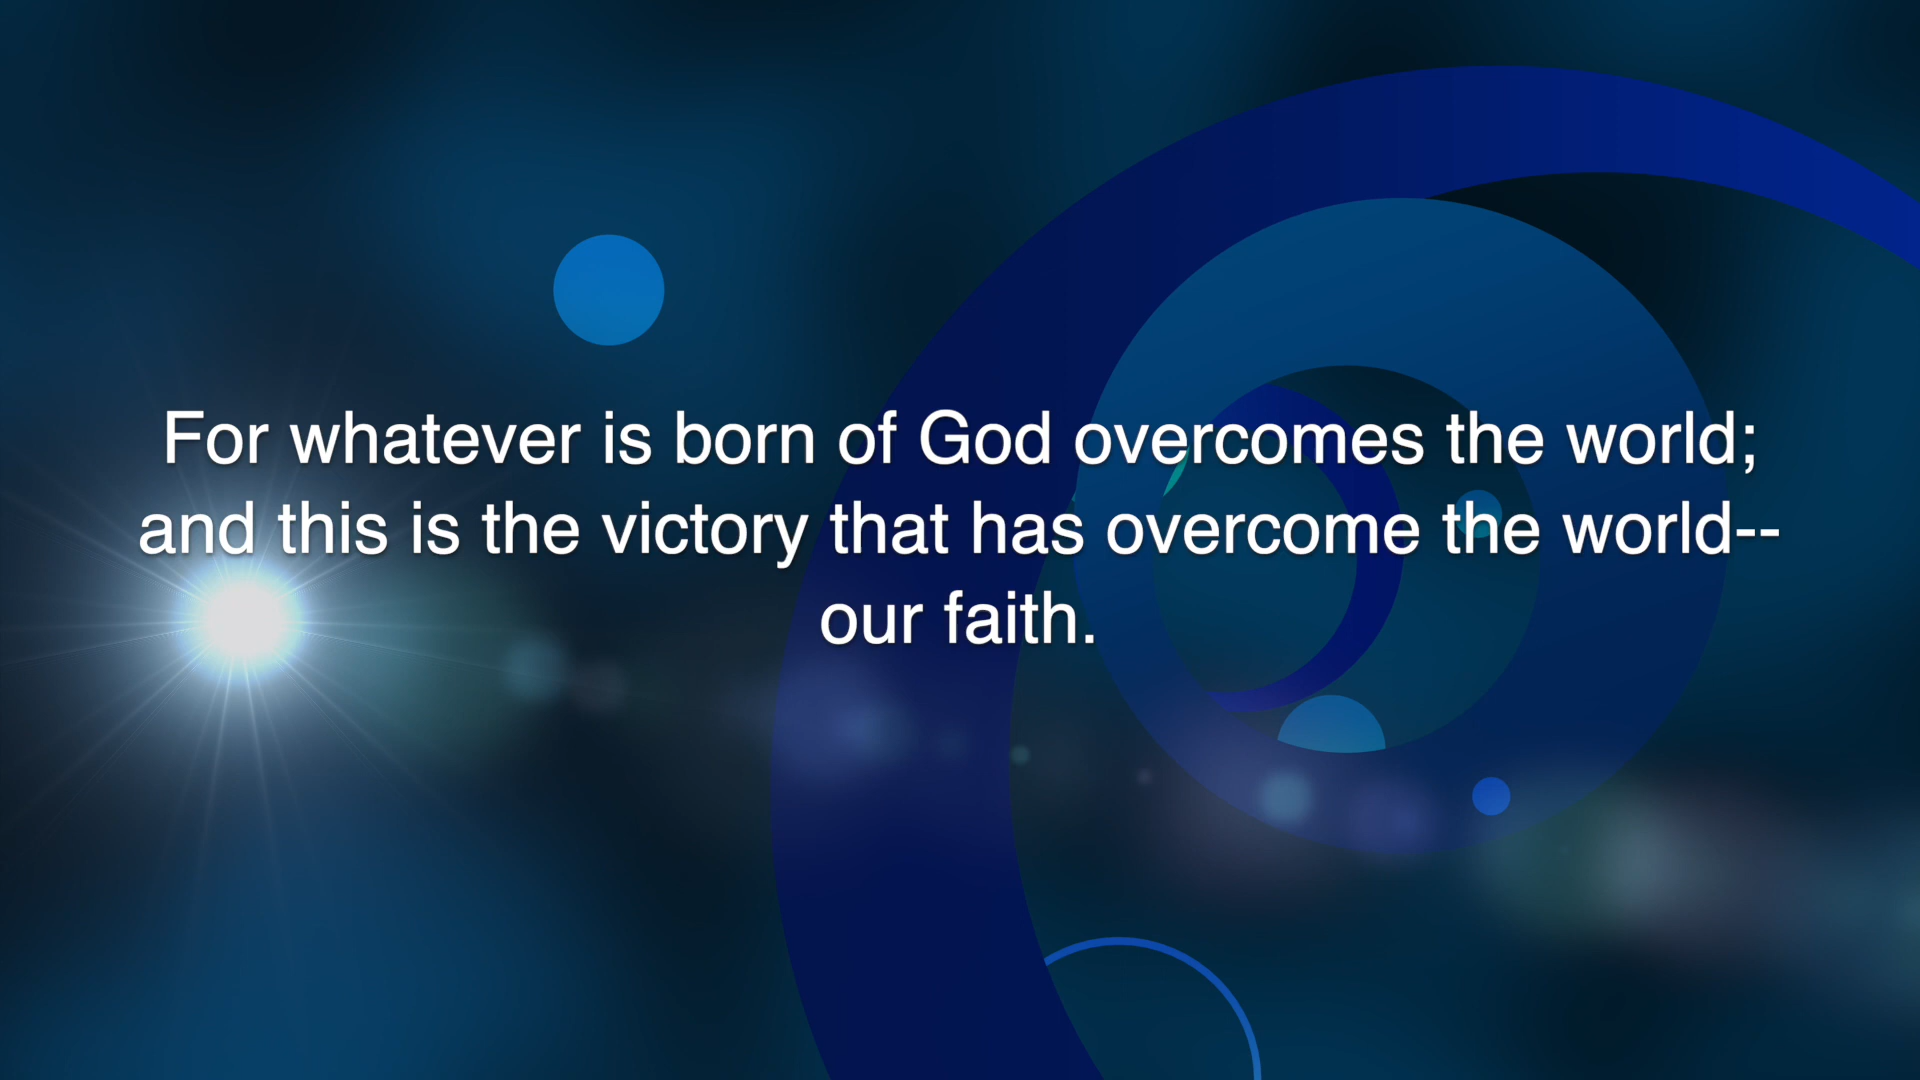 For whatever is born of God overcomes the world;
and this is the victory that has overcome the world--
our faith.